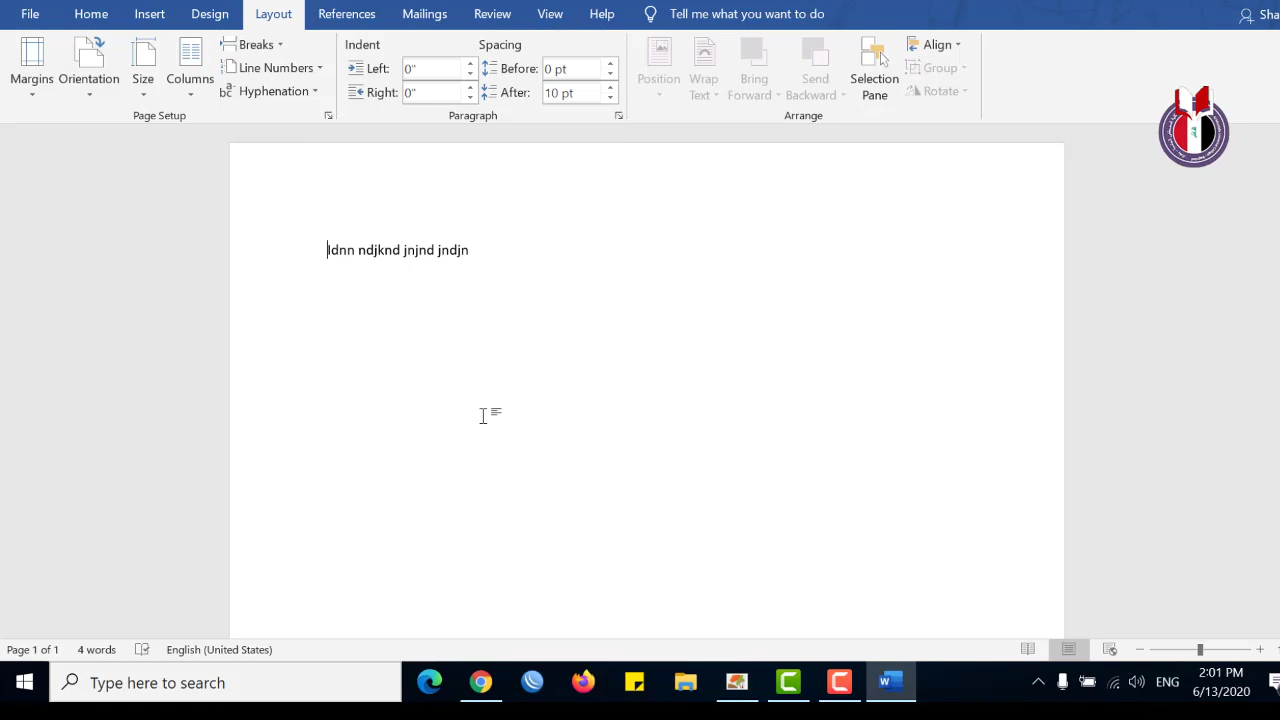 File Home Insert Design Layout References Mailings Review View Help Tell me what you want to do Sha
Margins Orientation Size Columns
Breaks
Line Numbers
Hyphenation
Page Setup
Indent Spacing
Left: 0" Before: 0 pt
Right: 0" After: 10 pt
Paragraph
Position Wrap Text Bring Forward Send Backward Selection Pane
Align
Group
Rotate
Arrange
ldnn ndjknd jnjnd jndjn
Page 1 of 1 4 words English (United States)
Type here to search
ENG
2:01 PM
6/13/2020